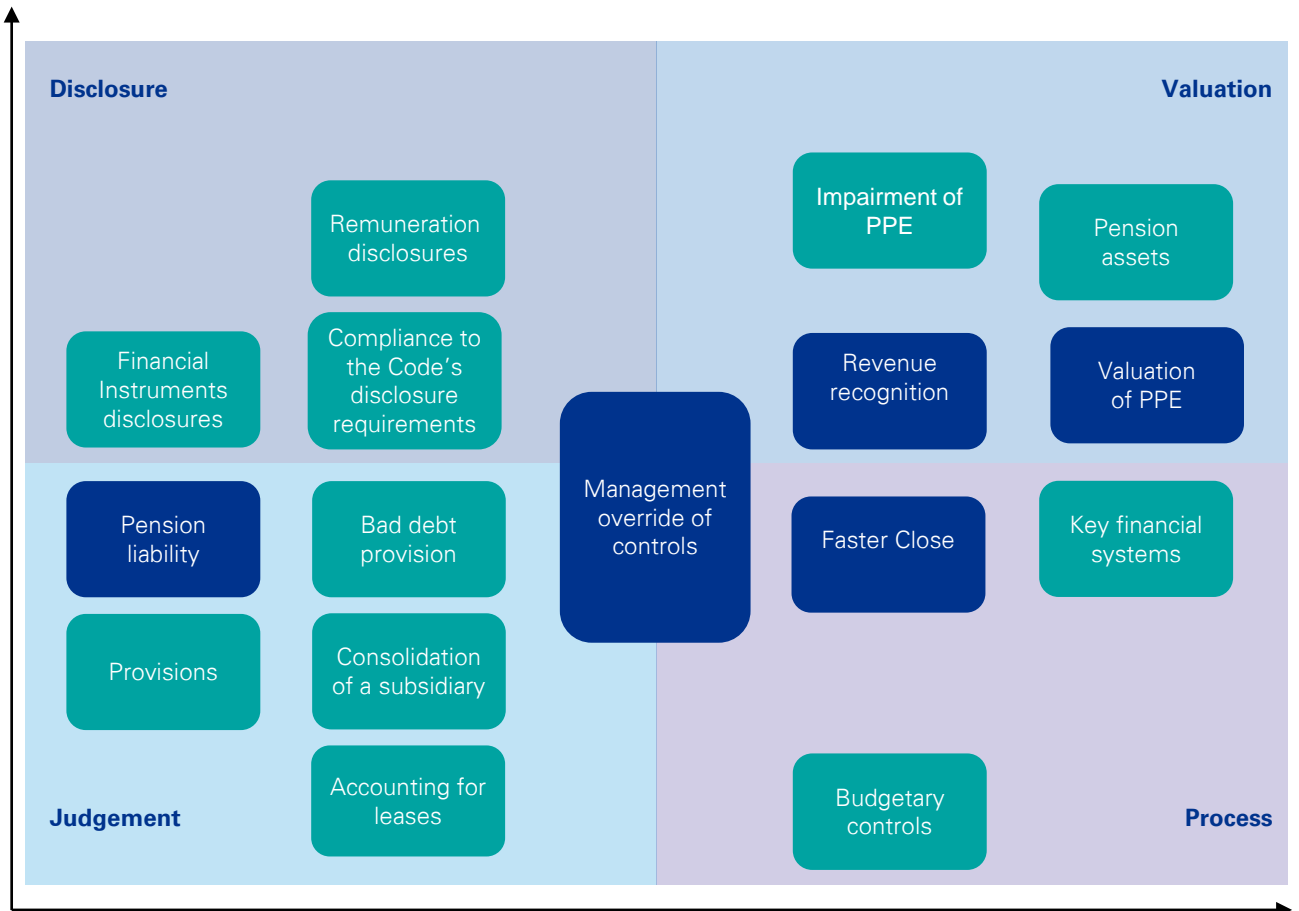 Disclosure
Valuation
Remuneration
disclosures
Impairment of
PPE
Pension
assets
Financial
Instruments
disclosures
Compliance to
the Code’s
disclosure
requirements
Revenue
recognition
Valuation
of PPE
Management
override of
controls
Pension
liability
Bad debt
provision
Faster Close
Key financial
systems
Provisions
Consolidation
of a subsidiary
Accounting for
leases
Budgetary
controls
Judgement
Process